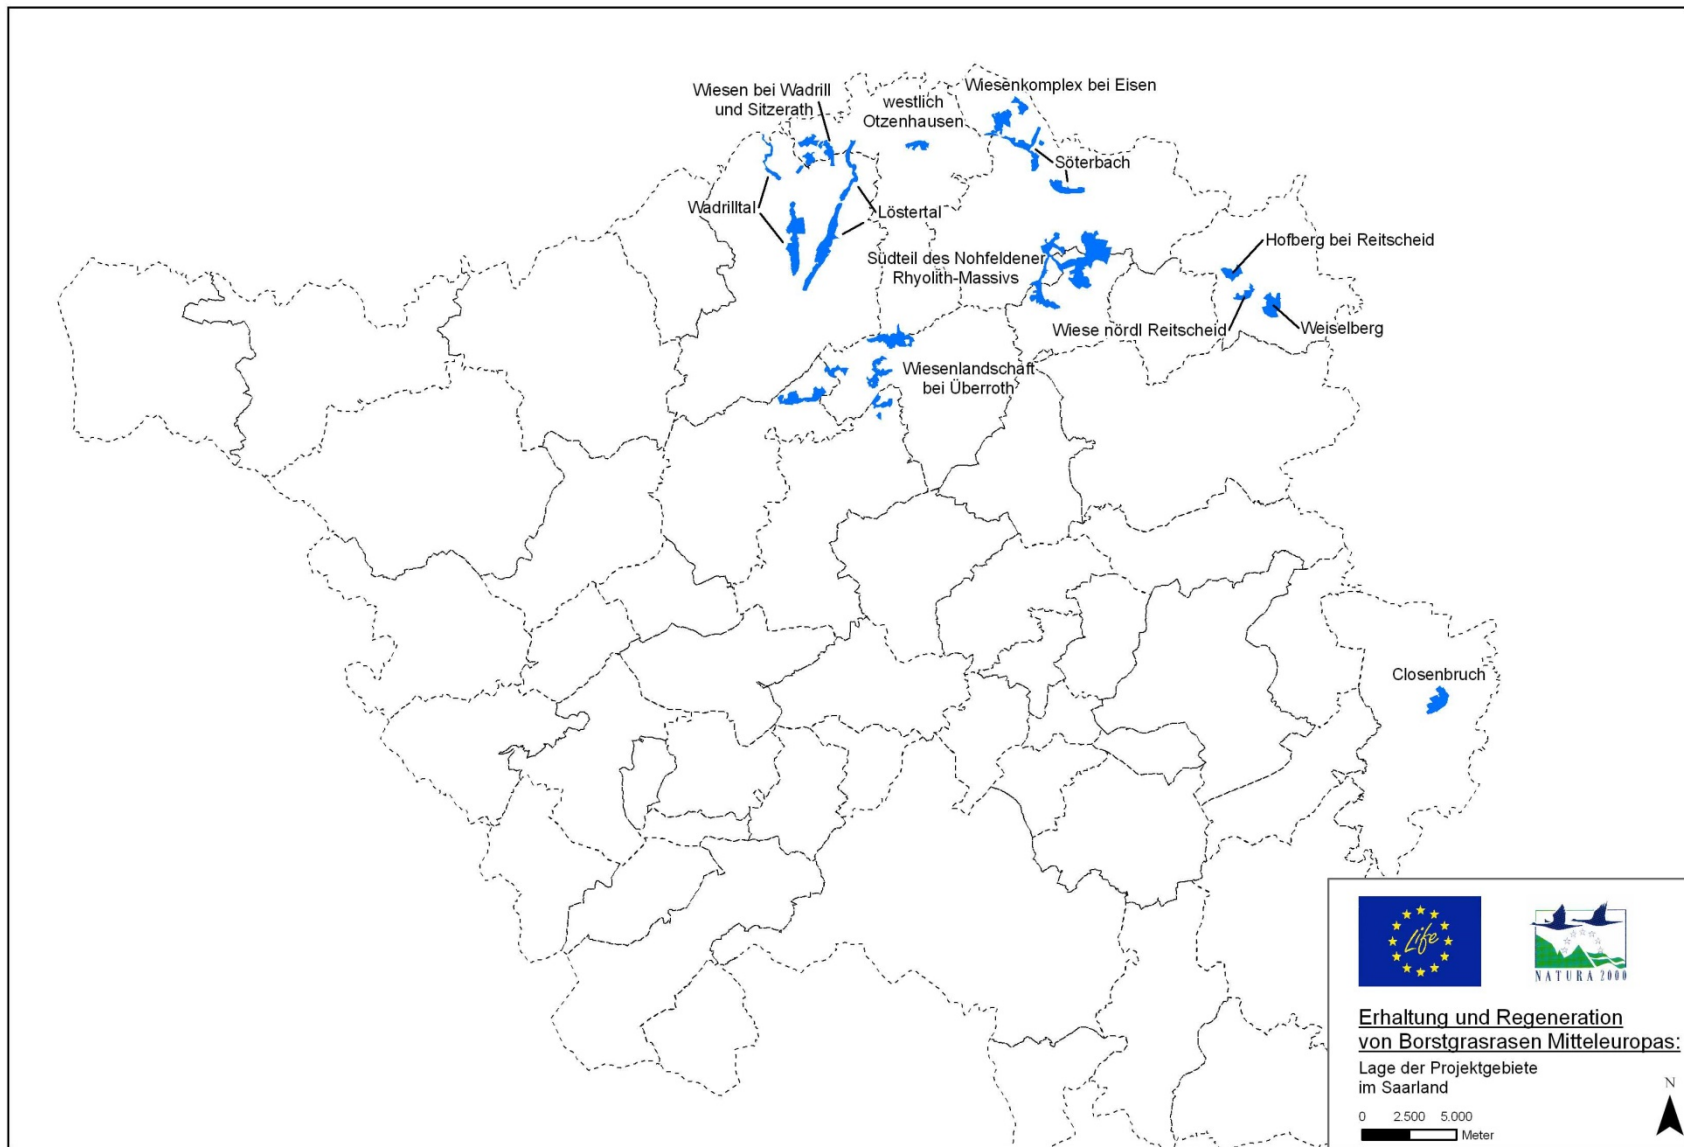 Wiesen bei Wadrill
und Sitzerath
westlich
Otzenhausen
Wiesenkomplex bei Eisen
Söterbach
Wadrilltal
Löstertal
Hofberg bei Reitscheid
Südteil des Nohfeldener
Rhyolith-Massivs
Wiese nördl Reitscheid
Weiselberg
Wiesenlandschaft
bei Überroth
Closenbruch
Life
NATURA 2000
Erhaltung und Regeneration
von Borstgrasrasen Mitteleuropas:
Lage der Projektgebiete
im Saarland
N
0 2.500 5.000
Meter